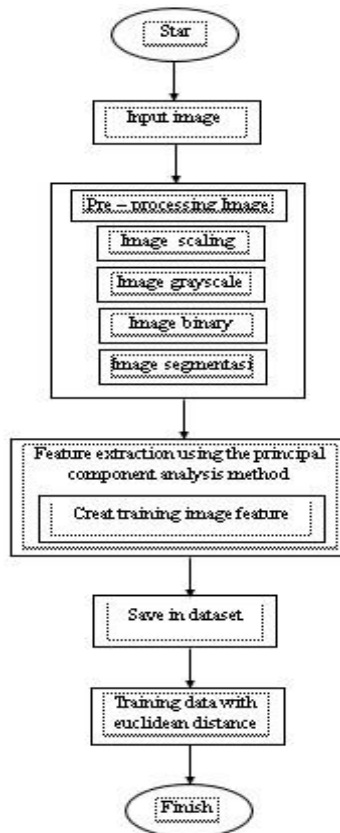 Star
Input image
Pre – processing Image
Image scaling
Image grayscale
Image binary
Image segmentasi
Feature extraction using the principal
component analysis method
Creat training image feature
Save in dataset
Training data with
euclidean distance
Finish